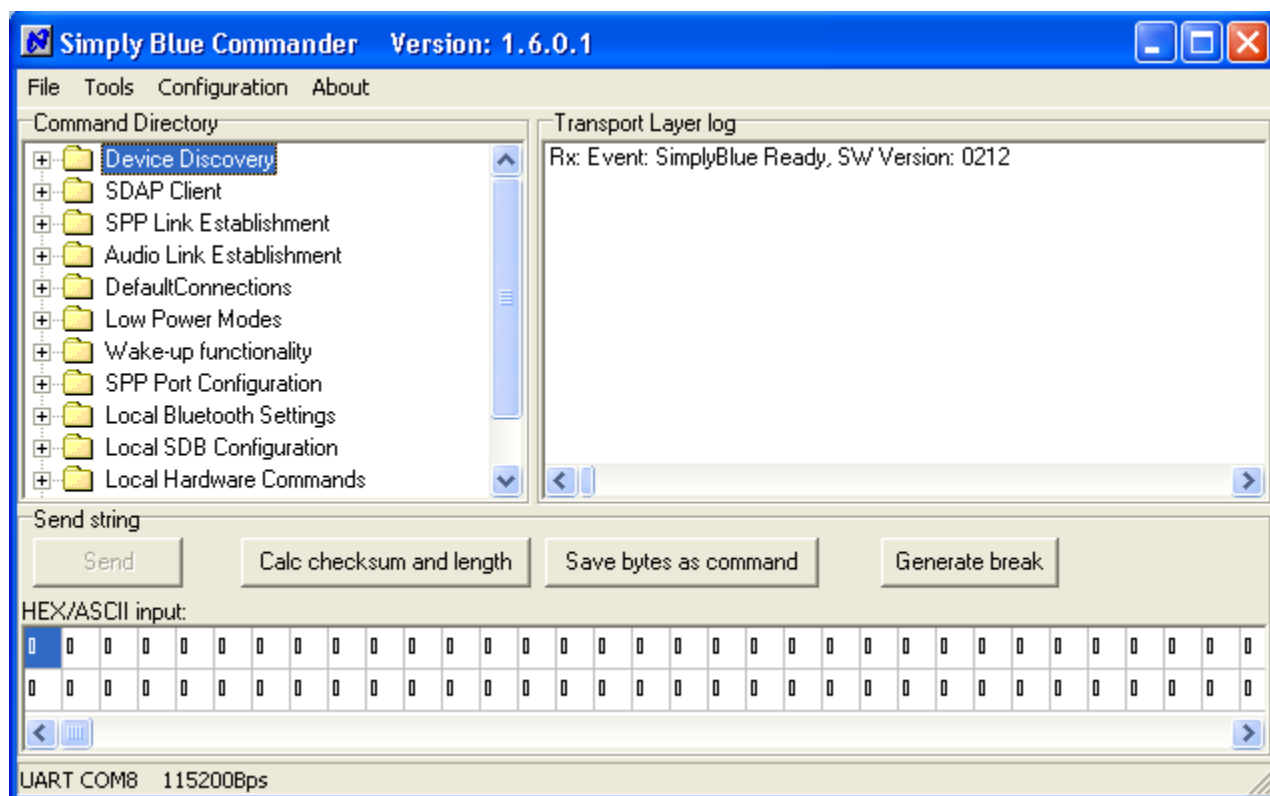 Simply Blue Commander Version: 1.6.0.1
File Tools Configuration About
Command Directory
Device Discovery
SDAP Client
SPP Link Establishment
Audio Link Establishment
DefaultConnections
Low Power Modes
Wake-up functionality
SPP Port Configuration
Local Bluetooth Settings
Local SDB Configuration
Local Hardware Commands
Transport Layer log
Rx: Event: SimplyBlue Ready, SW Version: 0212
Send string
Send Calc checksum and length Save bytes as command Generate break
HEX/ASCII input:
UART COM8 115200Bps